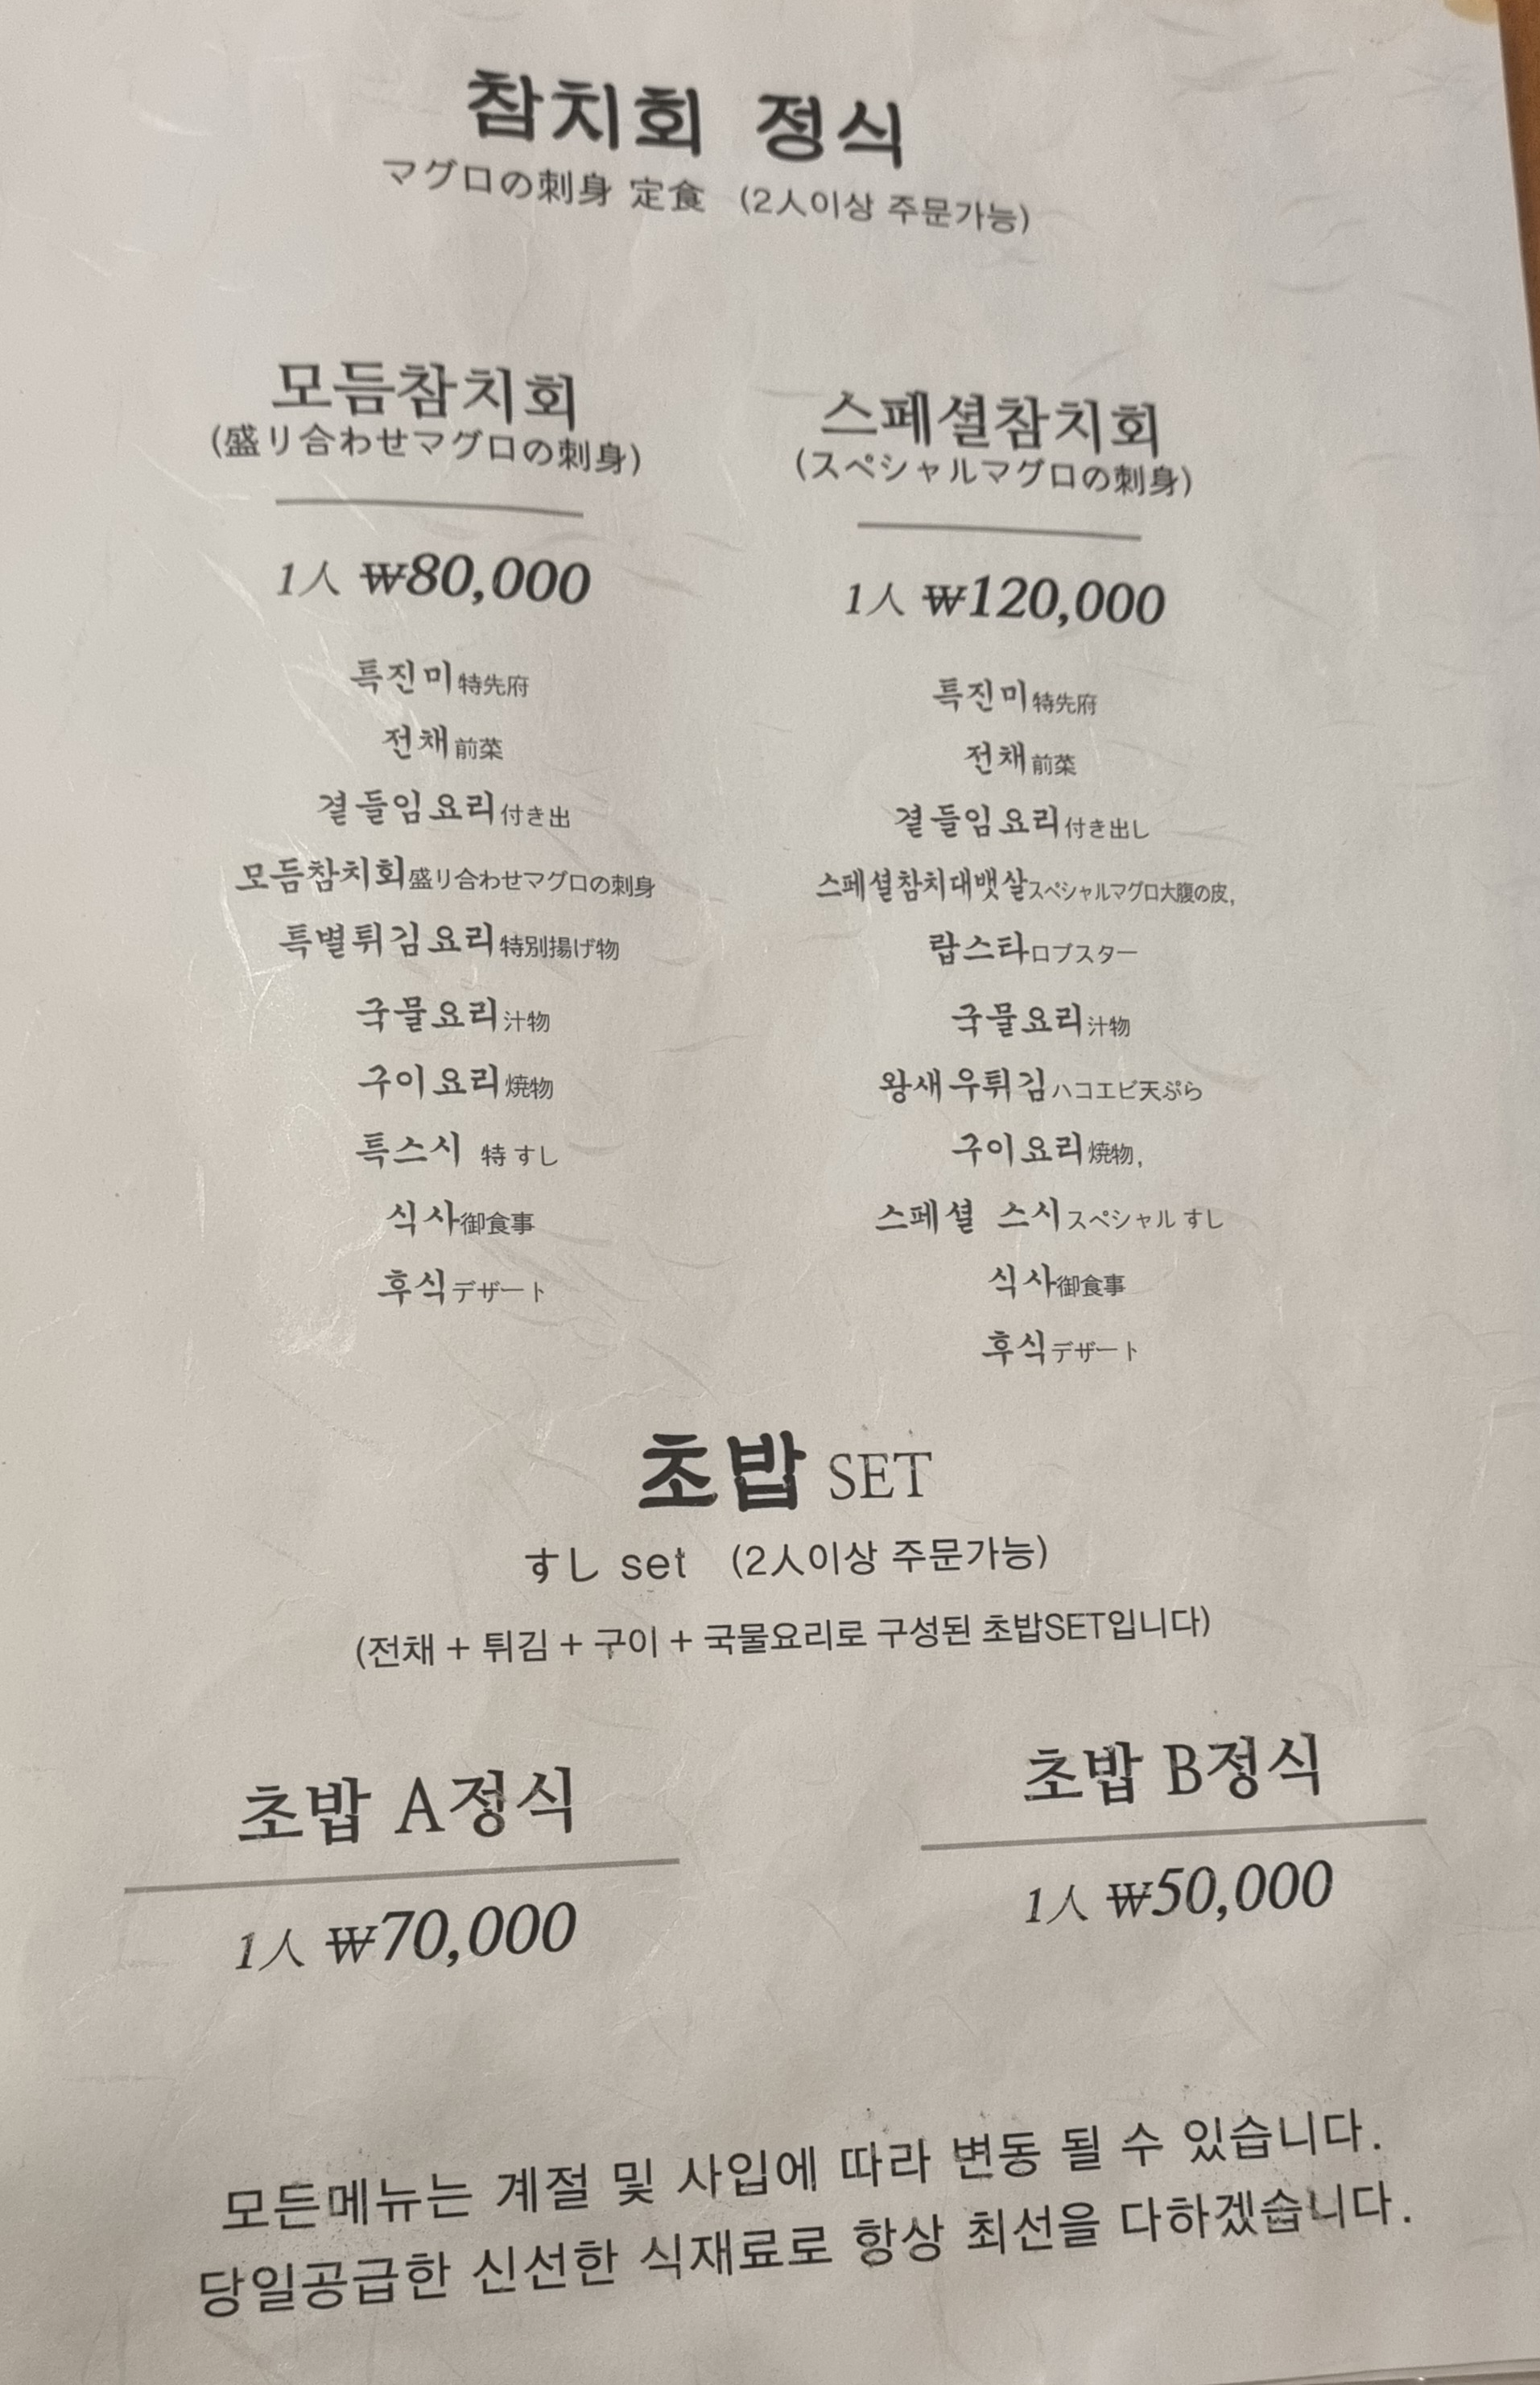 참치회 정식
マグロの刺身 定食 (2人이상 주문가능)
모듬참치회
(盛り合わせマグロの刺身)
1人 ₩80,000
특진미特先府
전채前菜
곁들임요리付き出
모듬참치회盛り合わせマグロの刺身
특별튀김요리特別揚げ物
국물요리汁物
구이요리焼物
특스시 特 すし
식사御食事
후식デザート
스페셜참치회
(スペシャルマグロの刺身)
1人 ₩120,000
특진미特先府
전채前菜
곁들임요리付き出し
스페셜참치대뱃살スペシャルマグロ大腹の皮,
랍스타ロブスター
국물요리汁物
왕새우튀김ハコエビ天ぷら
구이요리焼物,
스페셜 스시スペシャル すし
식사御食事
후식デザート
초밥 SET
すし set (2人이상 주문가능)
(전채 + 튀김 + 구이 + 국물요리로 구성된 초밥SET입니다)
초밥 A정식
1人 ₩70,000
초밥 B정식
1人 ₩50,000
모든메뉴는 계절 및 사입에 따라 변동 될 수 있습니다.
당일공급한 신선한 식재료로 항상 최선을 다하겠습니다.